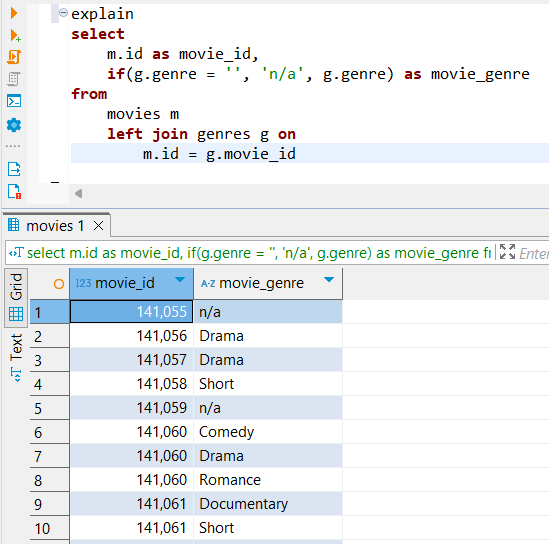 explain
select
m.id as movie_id,
if(g.genre = '', 'n/a', g.genre) as movie_genre
from
movies m
left join genres g on
m.id = g.movie_id
movies 1
select m.id as movie_id, if(g.genre = '', 'n/a', g.genre) as movie_genre fr
Enter
Grid
Text
123 movie_id A-Z movie_genre
1 141,055 n/a
2 141,056 Drama
3 141,057 Drama
4 141,058 Short
5 141,059 n/a
6 141,060 Comedy
7 141,060 Drama
8 141,060 Romance
9 141,061 Documentary
10 141,061 Short